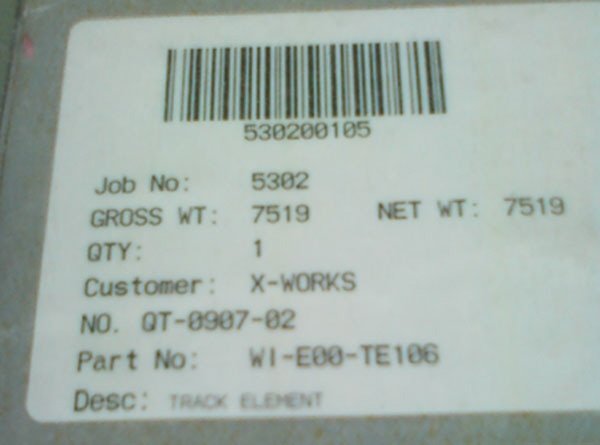 530200105
Job No: 5302
GROSS WT: 7519 NET WT: 7519
QTY: 1
Customer: X-WORKS
NO. QT-0907-02
Part No: WI-E00-TE106
Desc: TRACK ELEMENT